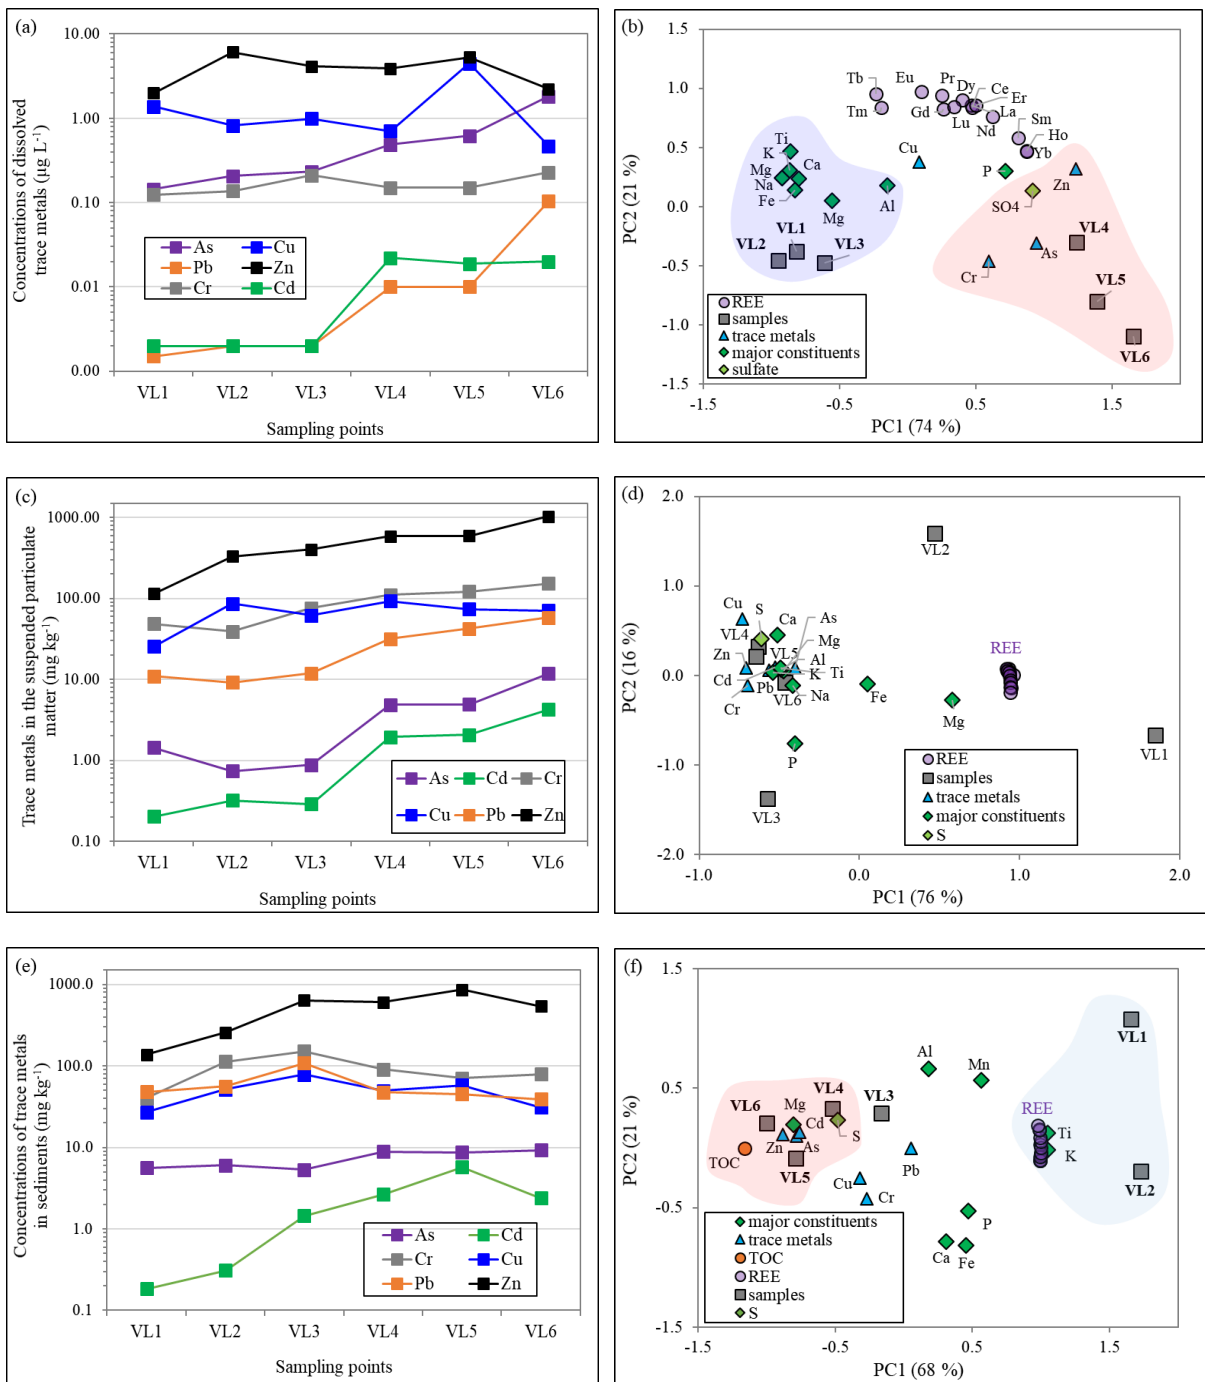 (a)
Concentrations of dissolved
trace metals (µg L-1)
10.00
1.00
0.10
0.01
0.00
As
Cu
Pb
Zn
Cr
Cd
VL1
VL2
VL3
VL4
VL5
VL6
Sampling points
(b)
PC2 (21 %)
1.5
1.0
0.5
0.0
-0.5
-1.0
-1.5
Tb
Eu
Pr
Dy
Ce
Er
Tm
Gd
Lu
La
Nd
Sm
Ho
Yb
Cu
P
Zn
Ti
K
Ca
Mg
Na
Fe
Mg
Al
SO4
VL1
VL2
VL3
VL4
As
Cr
VL5
VL6
REE
samples
trace metals
major constituents
sulfate
-1.5
-0.5
0.5
1.5
PC1 (74 %)
(c)
Trace metals in the suspended particulate
matter (mg kg-1)
1000.00
100.00
10.00
1.00
0.10
As
Cd
Cr
Cu
Pb
Zn
VL1
VL2
VL3
VL4
VL5
VL6
Sampling points
(d)
PC2 (16 %)
2.0
1.0
0.0
-1.0
-2.0
VL2
Cu
S
Ca
As
VL4
Mg
Zn
VL5
Al
Cd
K
Ti
Pb
Cr
VL6
Na
Fe
Mg
REE
P
VL1
VL3
REE
samples
trace metals
major constituents
S
-1.0
0.0
1.0
2.0
PC1 (76 %)
(e)
Concentrations of trace metals
in sediments (mg kg-1)
1000.0
100.0
10.0
1.0
0.1
As
Cd
Cr
Cu
Pb
Zn
VL1
VL2
VL3
VL4
VL5
VL6
Sampling points
(f)
PC2 (21 %)
1.5
0.5
-0.5
-1.5
VL1
Al
Mn
VL4
VL6
Mg
VL3
REE
Cd
S
Ti
Zn
As
K
TOC
VL5
Pb
VL2
Cu
Cr
P
Ca
Fe
major constituents
trace metals
TOC
REE
samples
S
-1.5
-0.5
0.5
1.5
PC1 (68 %)